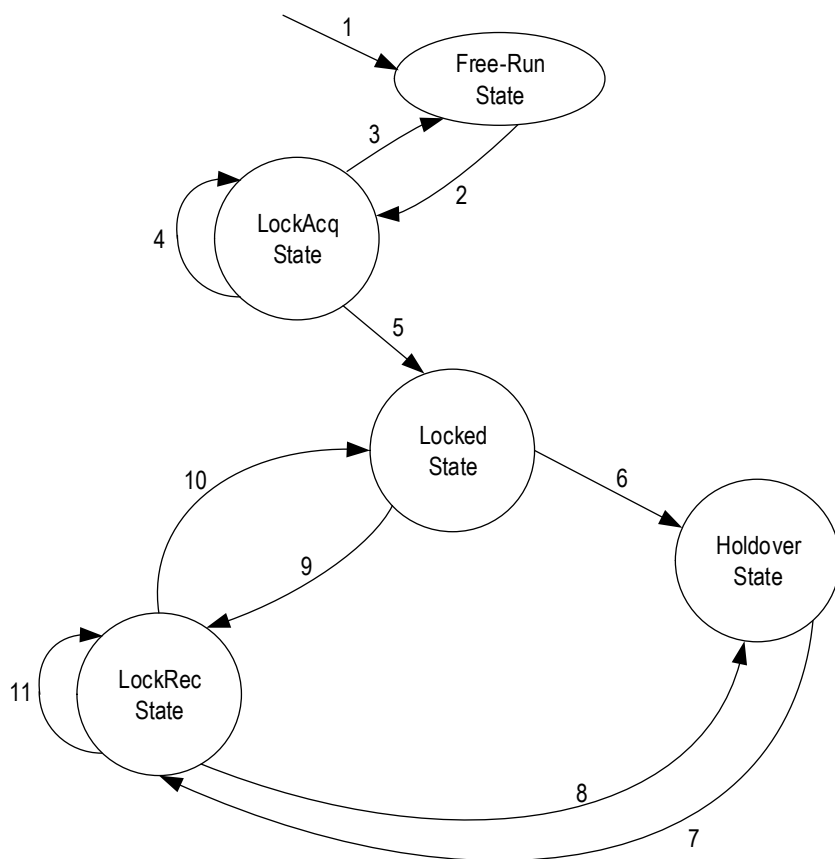 1
Free-Run
State
3
2
LockAcq
State
4
5
Locked
State
10
6
Holdover
State
9
LockRec
State
11
8
7